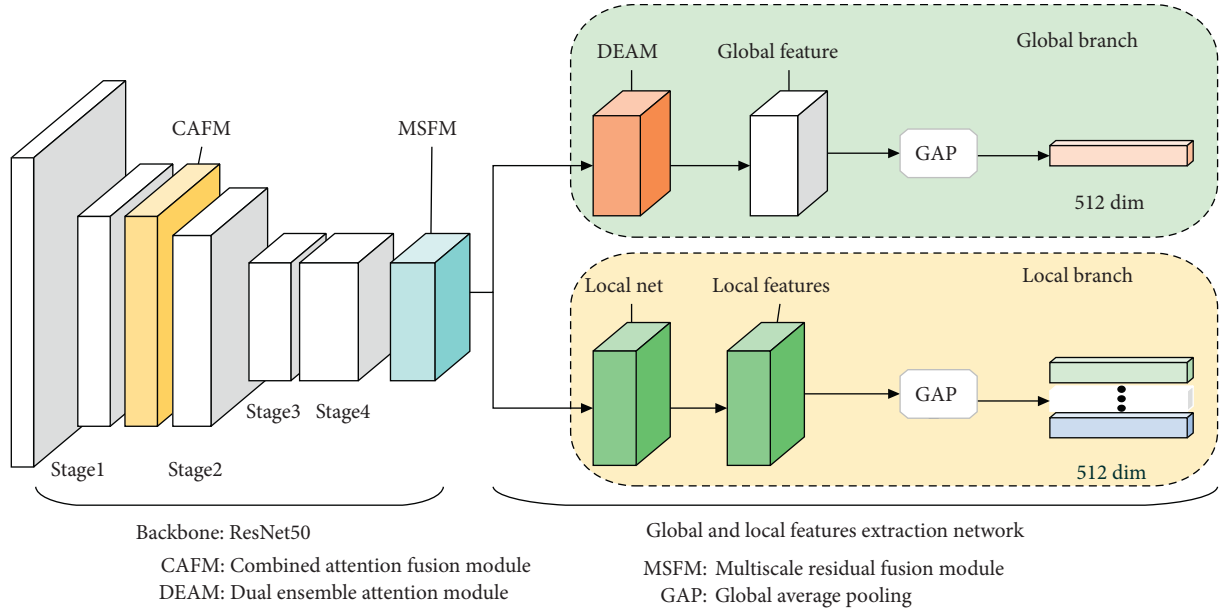 DEAM
Global feature
Global branch
CAFM
MSFM
GAP
512 dim
Local net
Local features
Local branch
GAP
512 dim
Stage1
Stage2
Stage3
Stage4
Backbone: ResNet50
Global and local features extraction network
CAFM: Combined attention fusion module
DEAM: Dual ensemble attention module
MSFM: Multiscale residual fusion module
GAP: Global average pooling